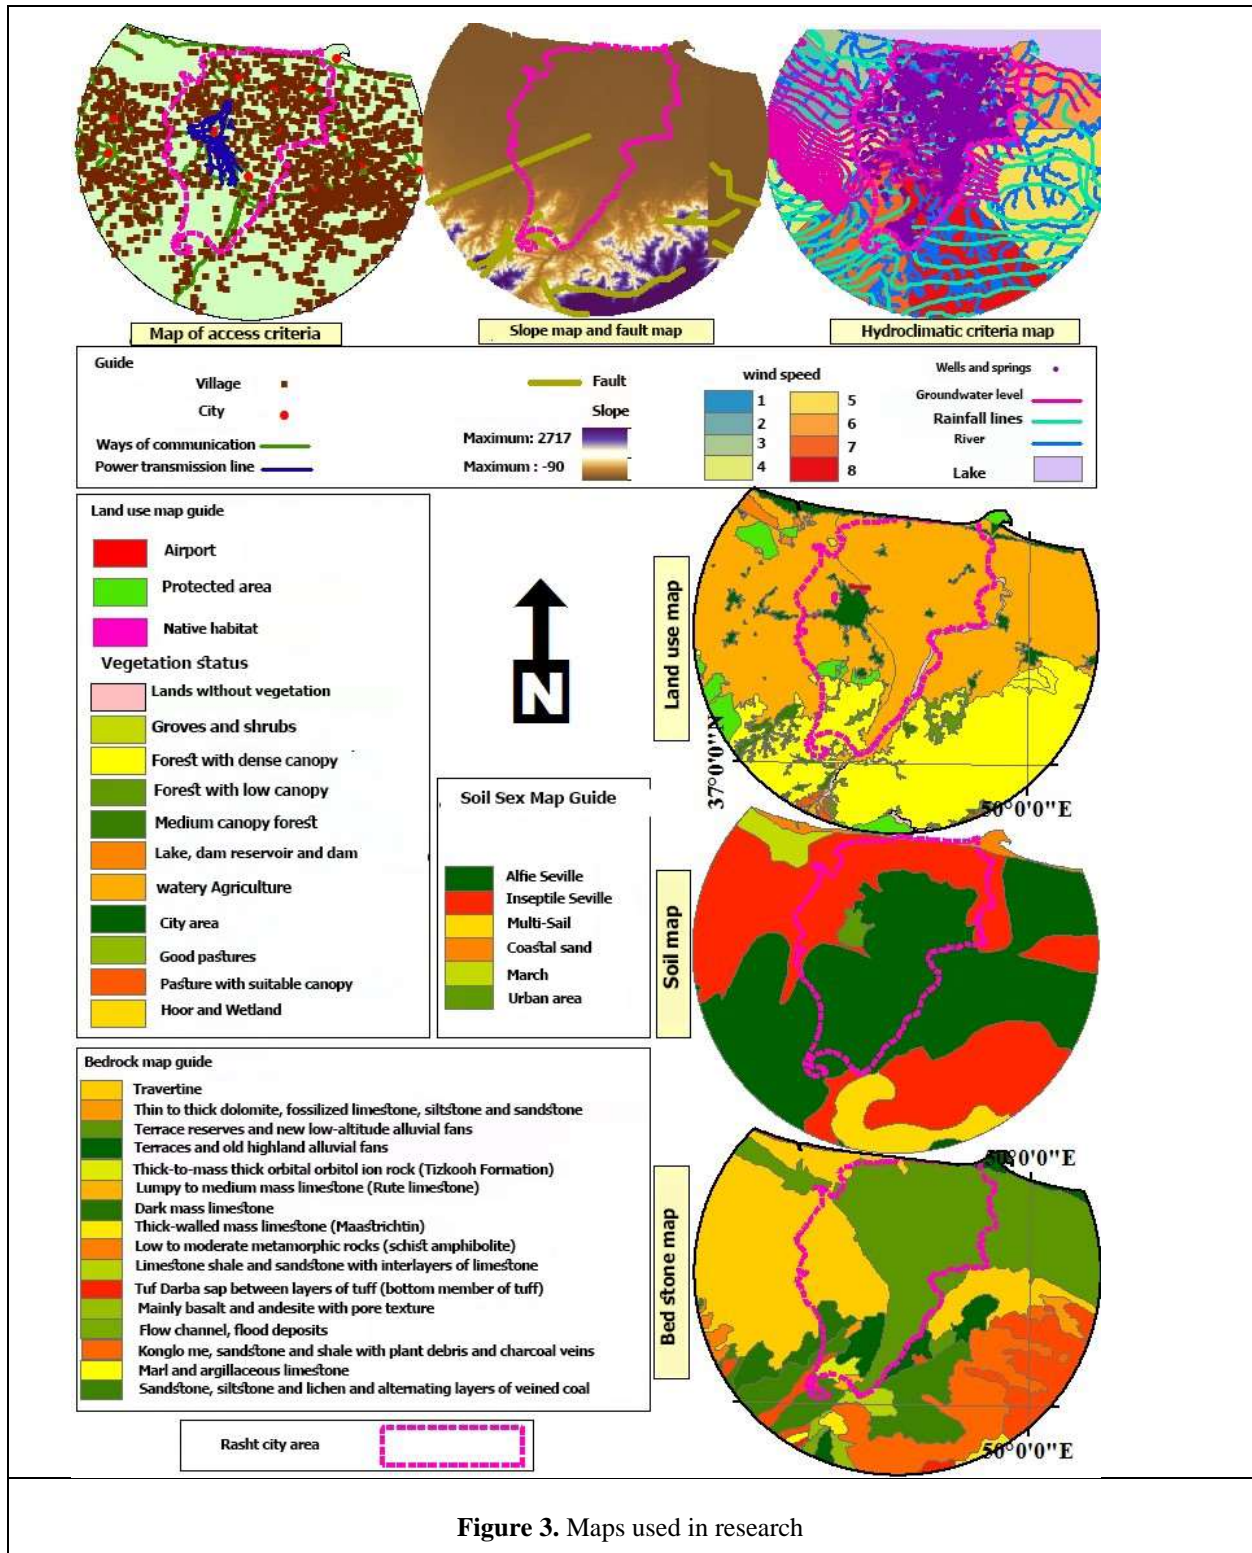 Map of access criteria
Slope map and fault map
Hydroclimatic criteria map
Guide
Village
City
Ways of communication
Power transmission line
Fault
Slope
Maximum: 2717
Maximum : -90
wind speed
1
2
3
4
5
6
7
8
Wells and springs
Groundwater level
Rainfall lines
River
Lake
Land use map guide
Airport
Protected area
Native habitat
Vegetation status
Lands without vegetation
Groves and shrubs
Forest with dense canopy
Forest with low canopy
Medium canopy forest
Lake, dam reservoir and dam
watery Agriculture
City area
Good pastures
Pasture with suitable canopy
Hoor and Wetland
N
Land use map
37°0'0"N
50°0'0"E
Soil Sex Map Guide
Alfie Seville
Inseptile Seville
Multi-Sail
Coastal sand
March
Urban area
Soil map
50°0'0"E
Bedrock map guide
Travertine
Thin to thick dolomite, fossilized limestone, siltstone and sandstone
Terrace reserves and new low-altitude alluvial fans
Terraces and old highland alluvial fans
Thick-to-mass thick orbital orbitol ion rock (Tizkooh Formation)
Lumpy to medium mass limestone (Rute limestone)
Dark mass limestone
Thick-walled mass limestone (Maastrichtin)
Low to moderate metamorphic rocks (schist amphibolite)
Limestone shale and sandstone with interlayers of limestone
Tuf Darba sap between layers of tuff (bottom member of tuff)
Mainly basalt and andesite with pore texture
Flow channel, flood deposits
Konglo me, sandstone and shale with plant debris and charcoal veins
Marl and argillaceous limestone
Sandstone, siltstone and lichen and alternating layers of veined coal
Bed stone map
50°0'0"E
Rasht city area
Figure 3. Maps used in research